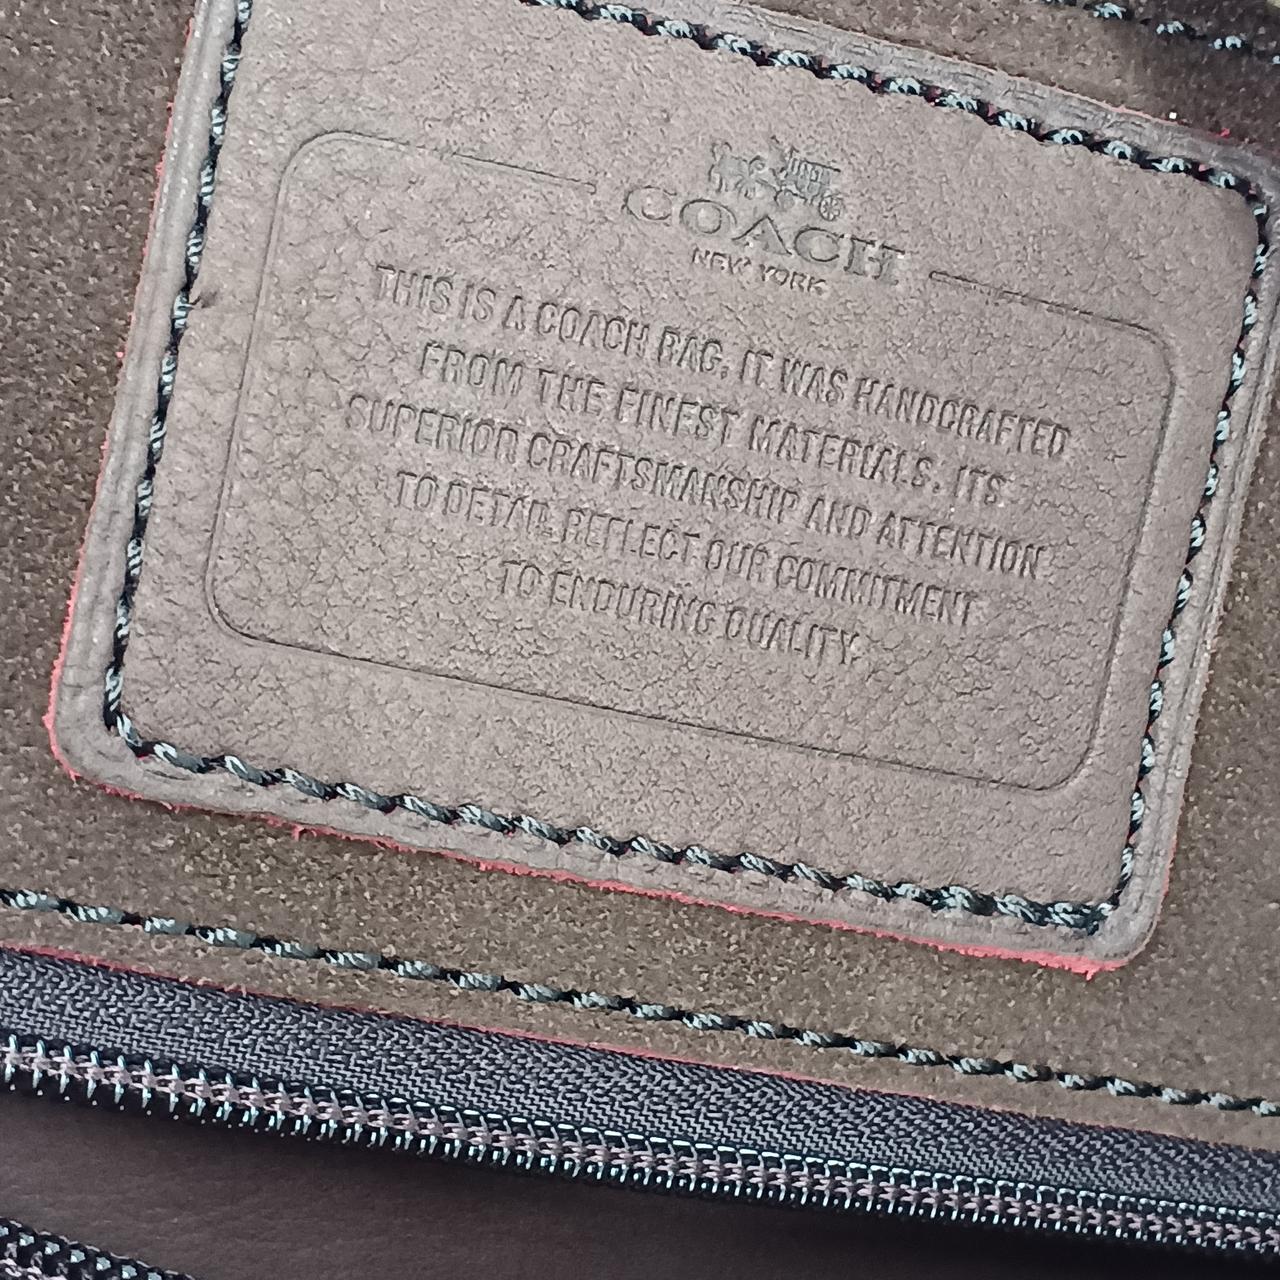 COACH
NEW YORK
THIS IS A COACH BAG. IT WAS HANDCRAFTED
FROM THE FINEST MATERIALS. ITS
SUPERIOR CRAFTSMANSHIP AND ATTENTION
TO DETAIL REFLECT OUR COMMITMENT
TO ENDURING QUALITY.